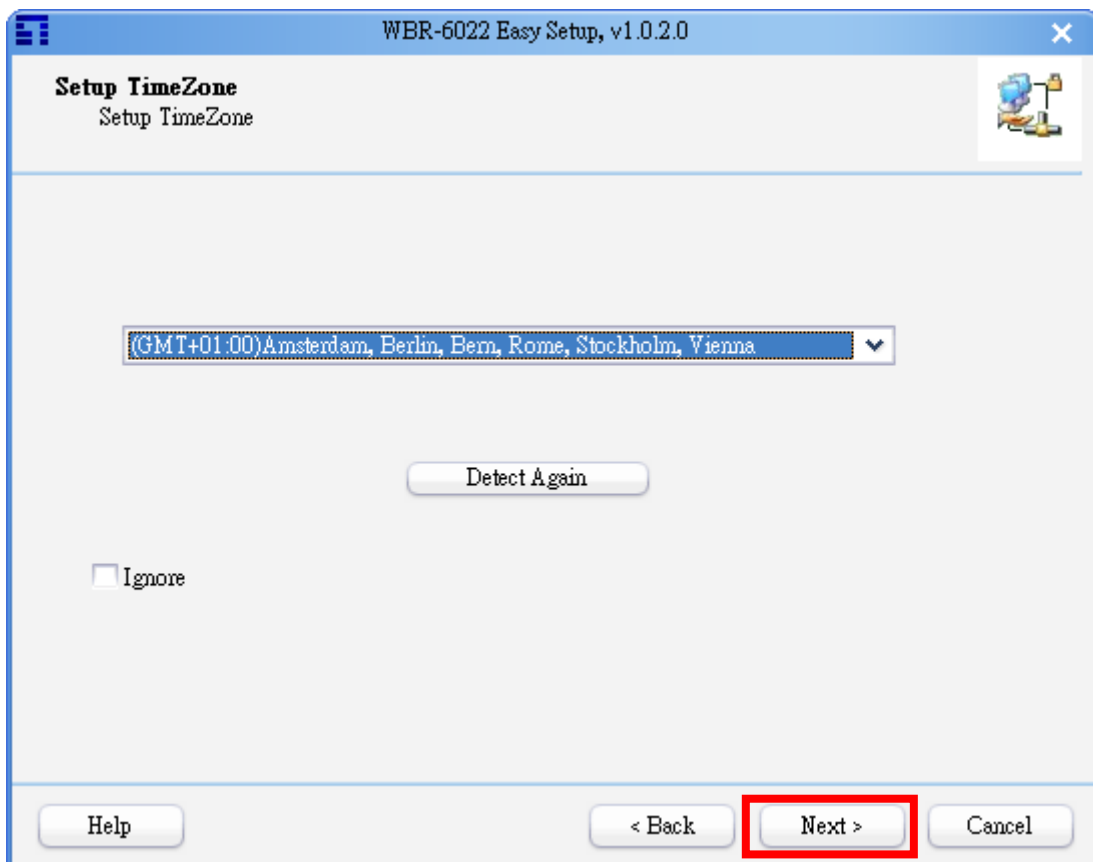 WBR-6022 Easy Setup, v1.0.2.0
Setup TimeZone
Setup TimeZone
(GMT+01:00)Amsterdam, Berlin, Bern, Rome, Stockholm, Vienna
Detect Again
Ignore
Help
< Back
Next >
Cancel